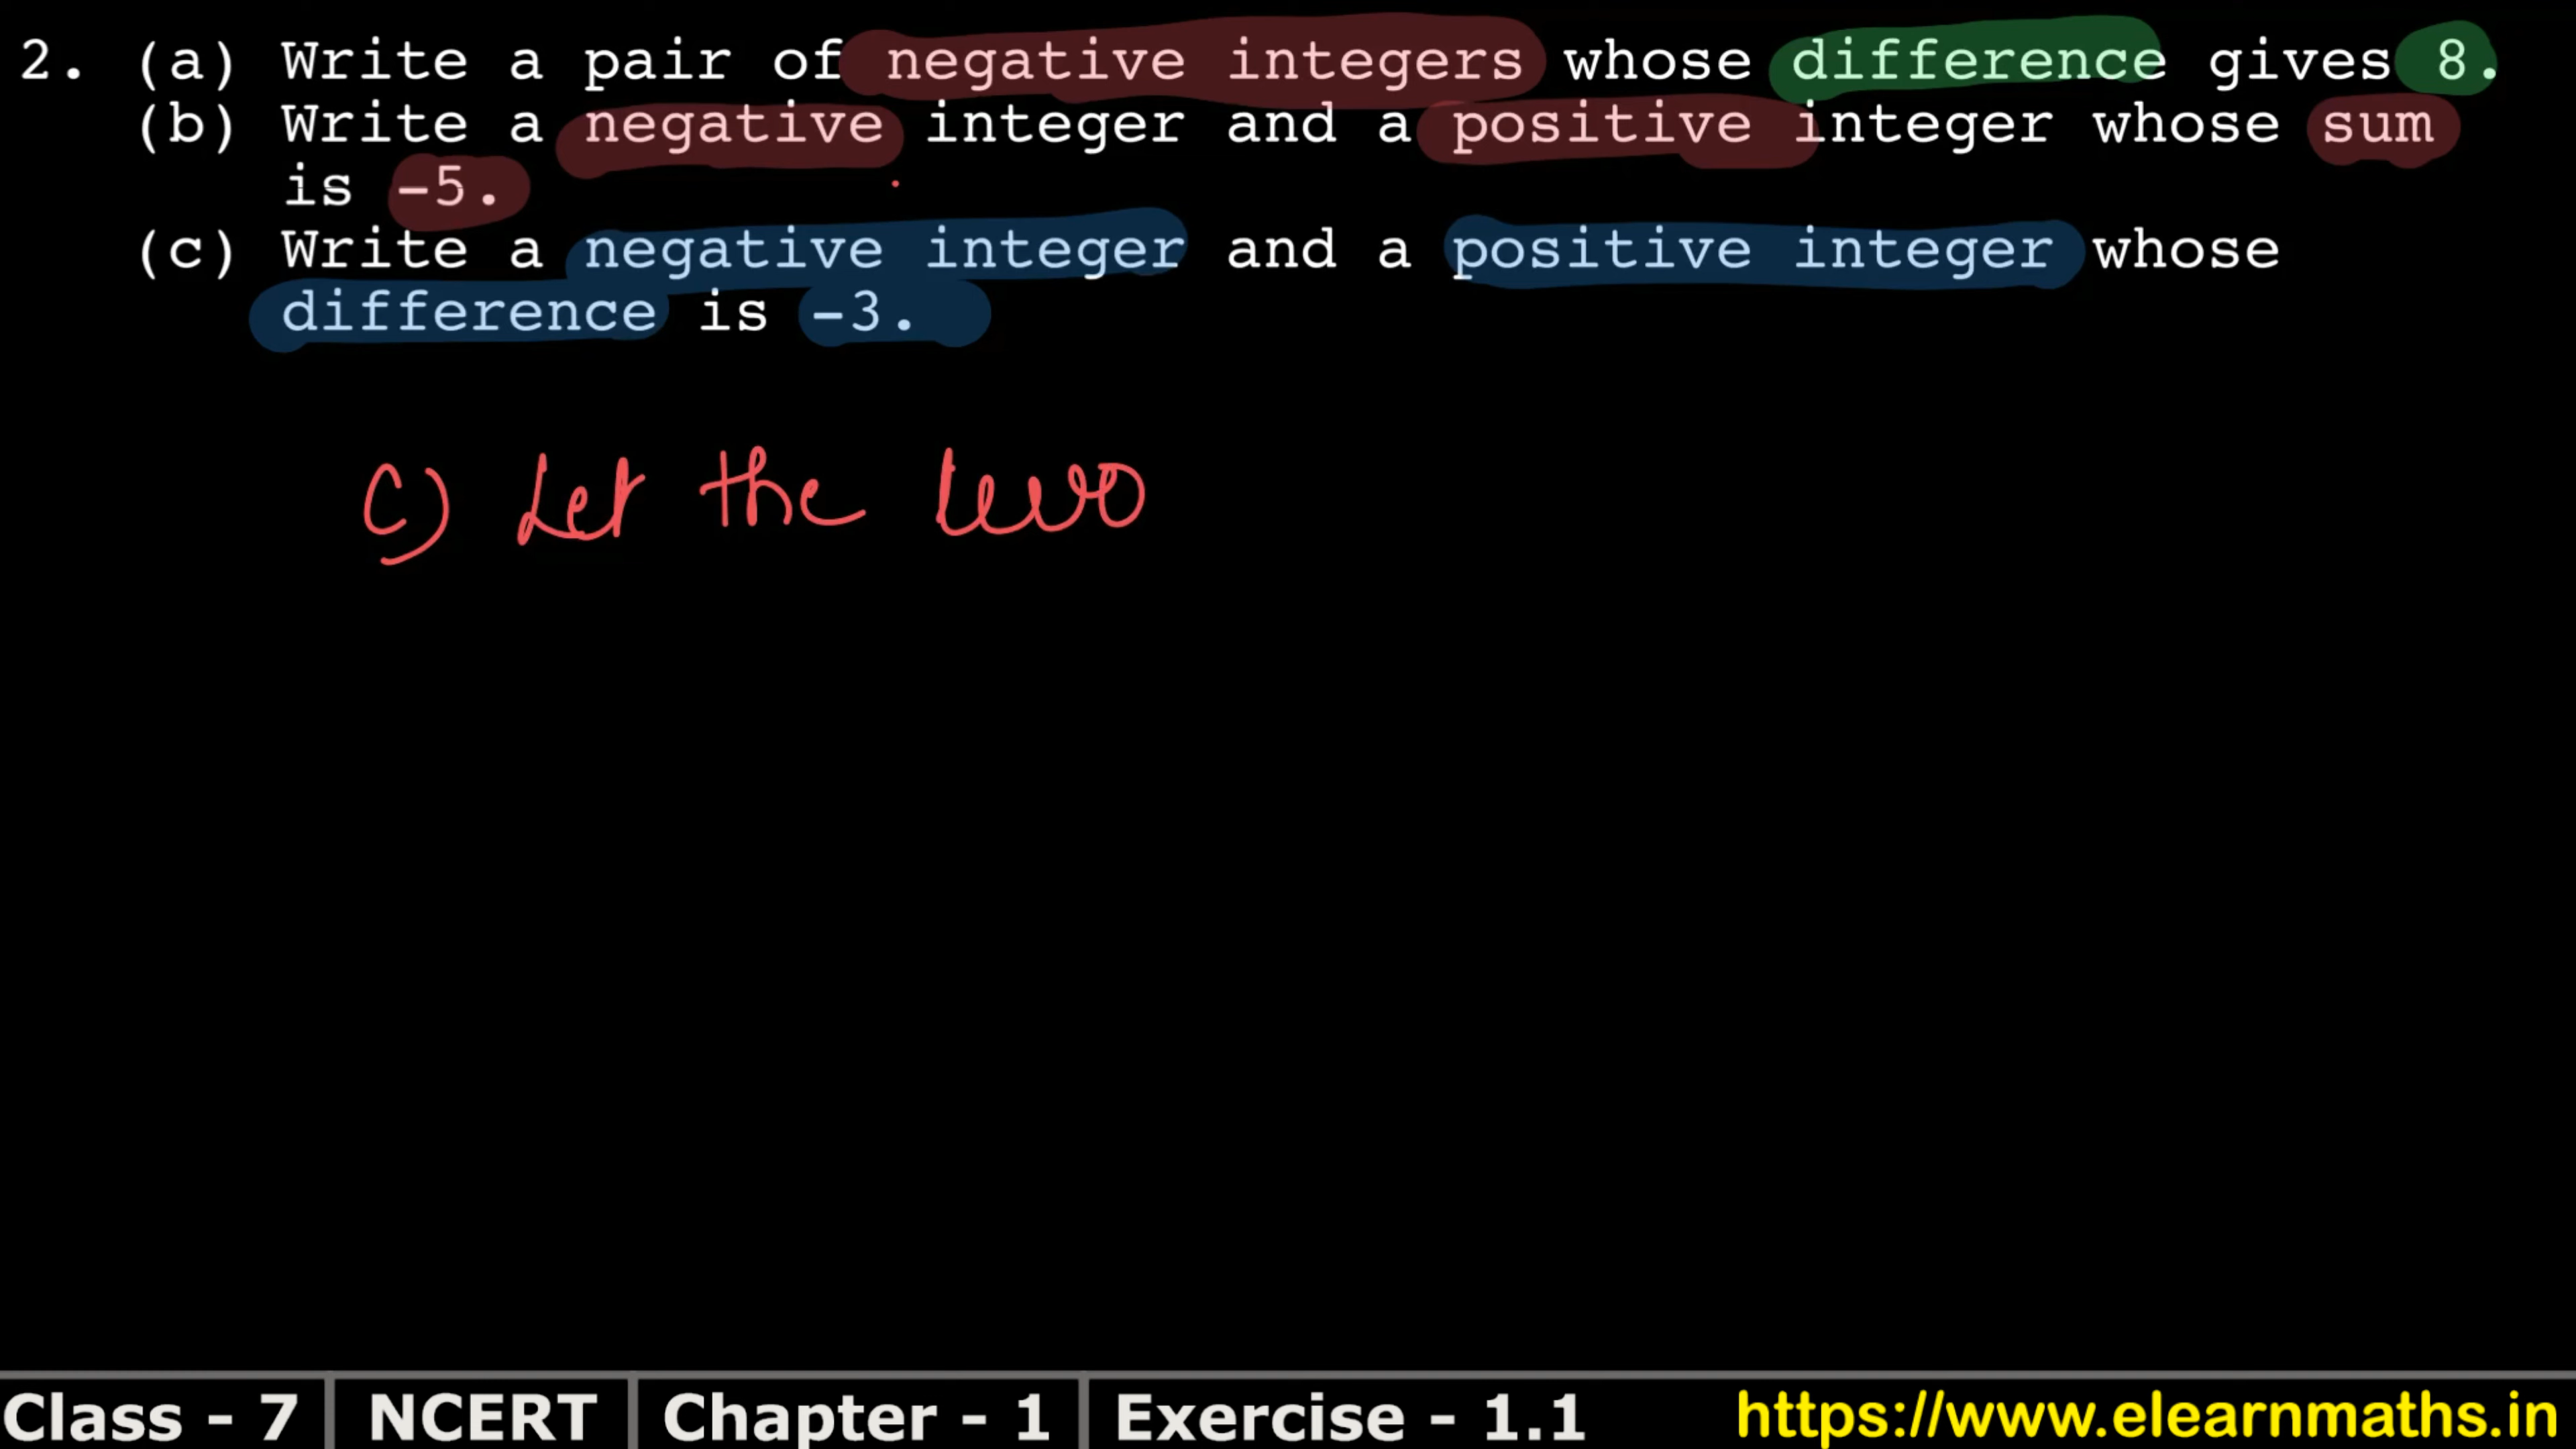 2. (a) Write a pair of negative integers whose difference gives 8.
(b) Write a negative integer and a positive integer whose sum
is -5.
(c) Write a negative integer and a positive integer whose
difference is -3.
c) Let the two
Class - 7 NCERT Chapter - 1 Exercise - 1.1 https://www.elearnmaths.in